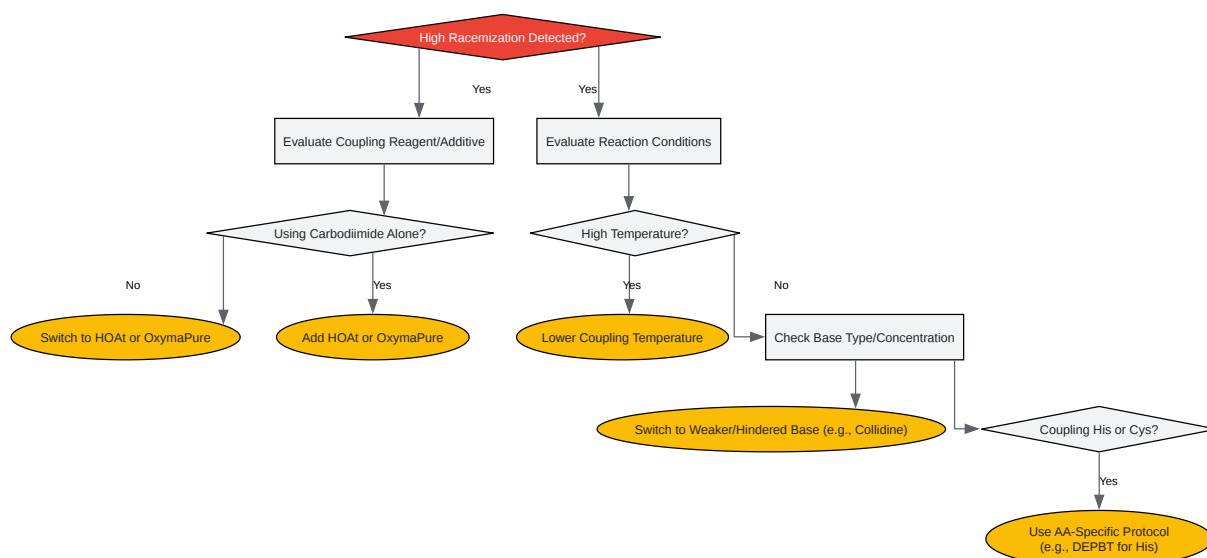 High Racemization Detected?
Yes
Yes
Evaluate Coupling Reagent/Additive
Evaluate Reaction Conditions
Using Carbodiimide Alone?
High Temperature?
No
Yes
Yes
No
Switch to HOAt or OxymaPure
Add HOAt or OxymaPure
Lower Coupling Temperature
Check Base Type/Concentration
Switch to Weaker/Hindered Base (e.g., Collidine)
Coupling His or Cys?
Yes
Use AA-Specific Protocol
(e.g., DEPBT for His)